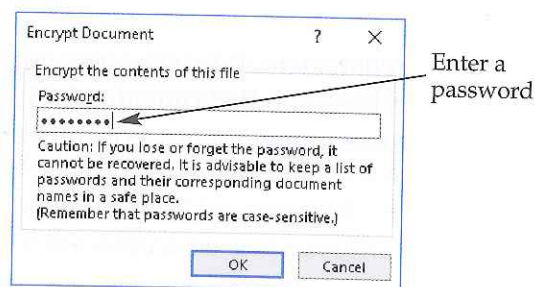 Encrypt Document ? ×
Encrypt the contents of this file
Password:
••••••••
Caution: If you lose or forget the password, it
cannot be recovered. It is advisable to keep a list of
passwords and their corresponding document
names in a safe place.
(Remember that passwords are case-sensitive.)
OK Cancel
Enter a
password